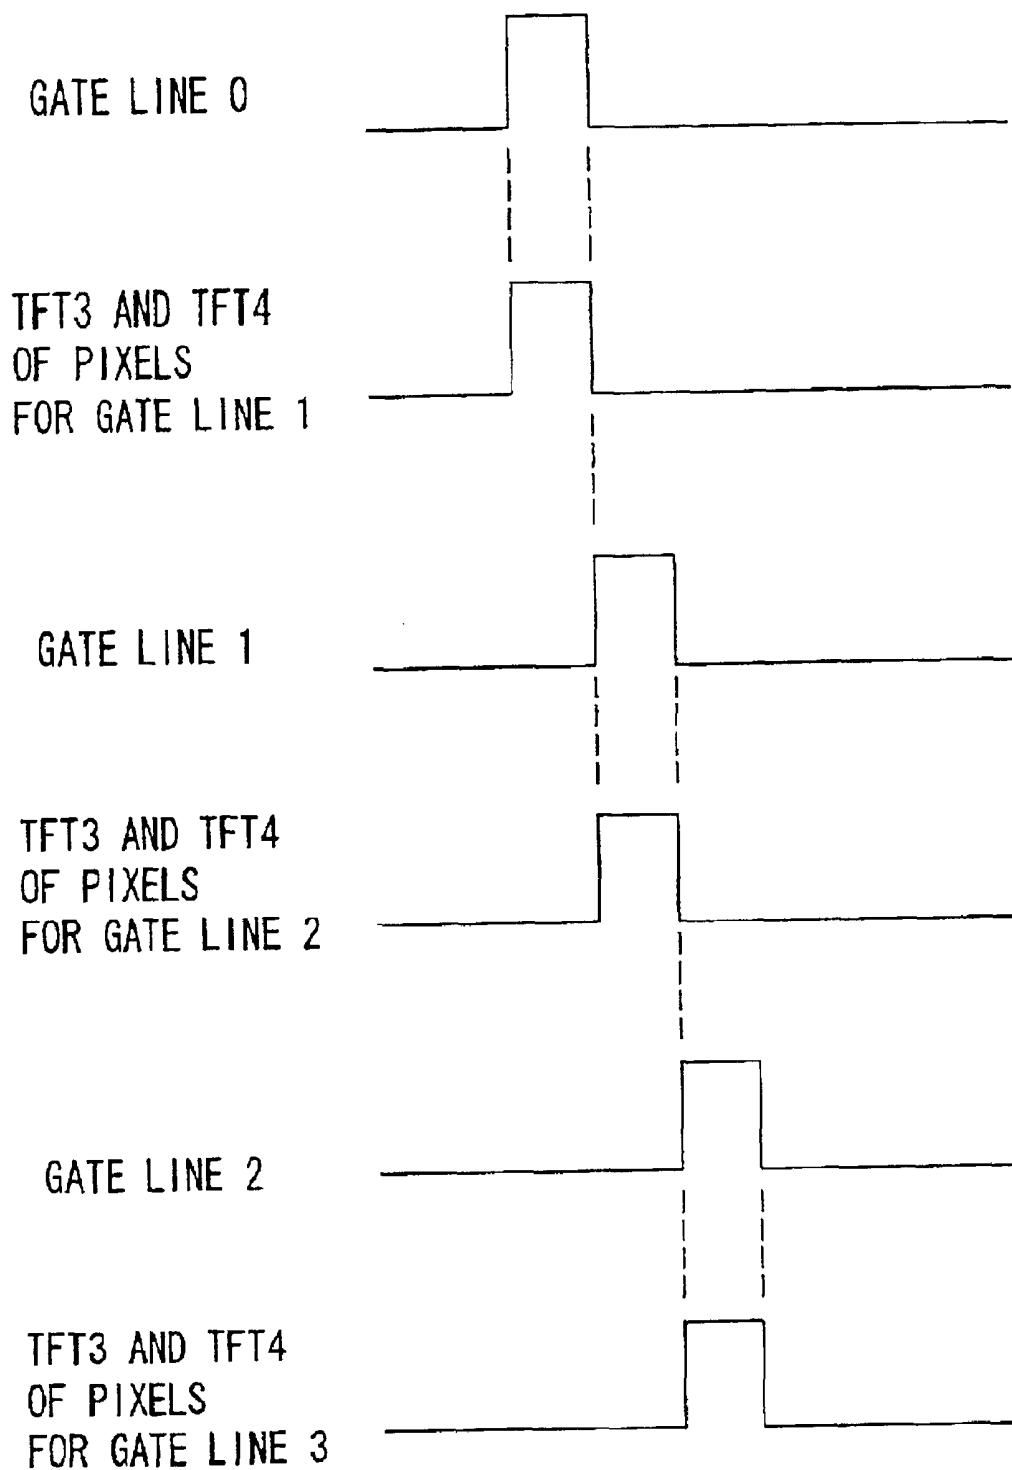 GATE LINE 0
TFT3 AND TFT4
OF PIXELS
FOR GATE LINE 1
GATE LINE 1
TFT3 AND TFT4
OF PIXELS
FOR GATE LINE 2
GATE LINE 2
TFT3 AND TFT4
OF PIXELS
FOR GATE LINE 3